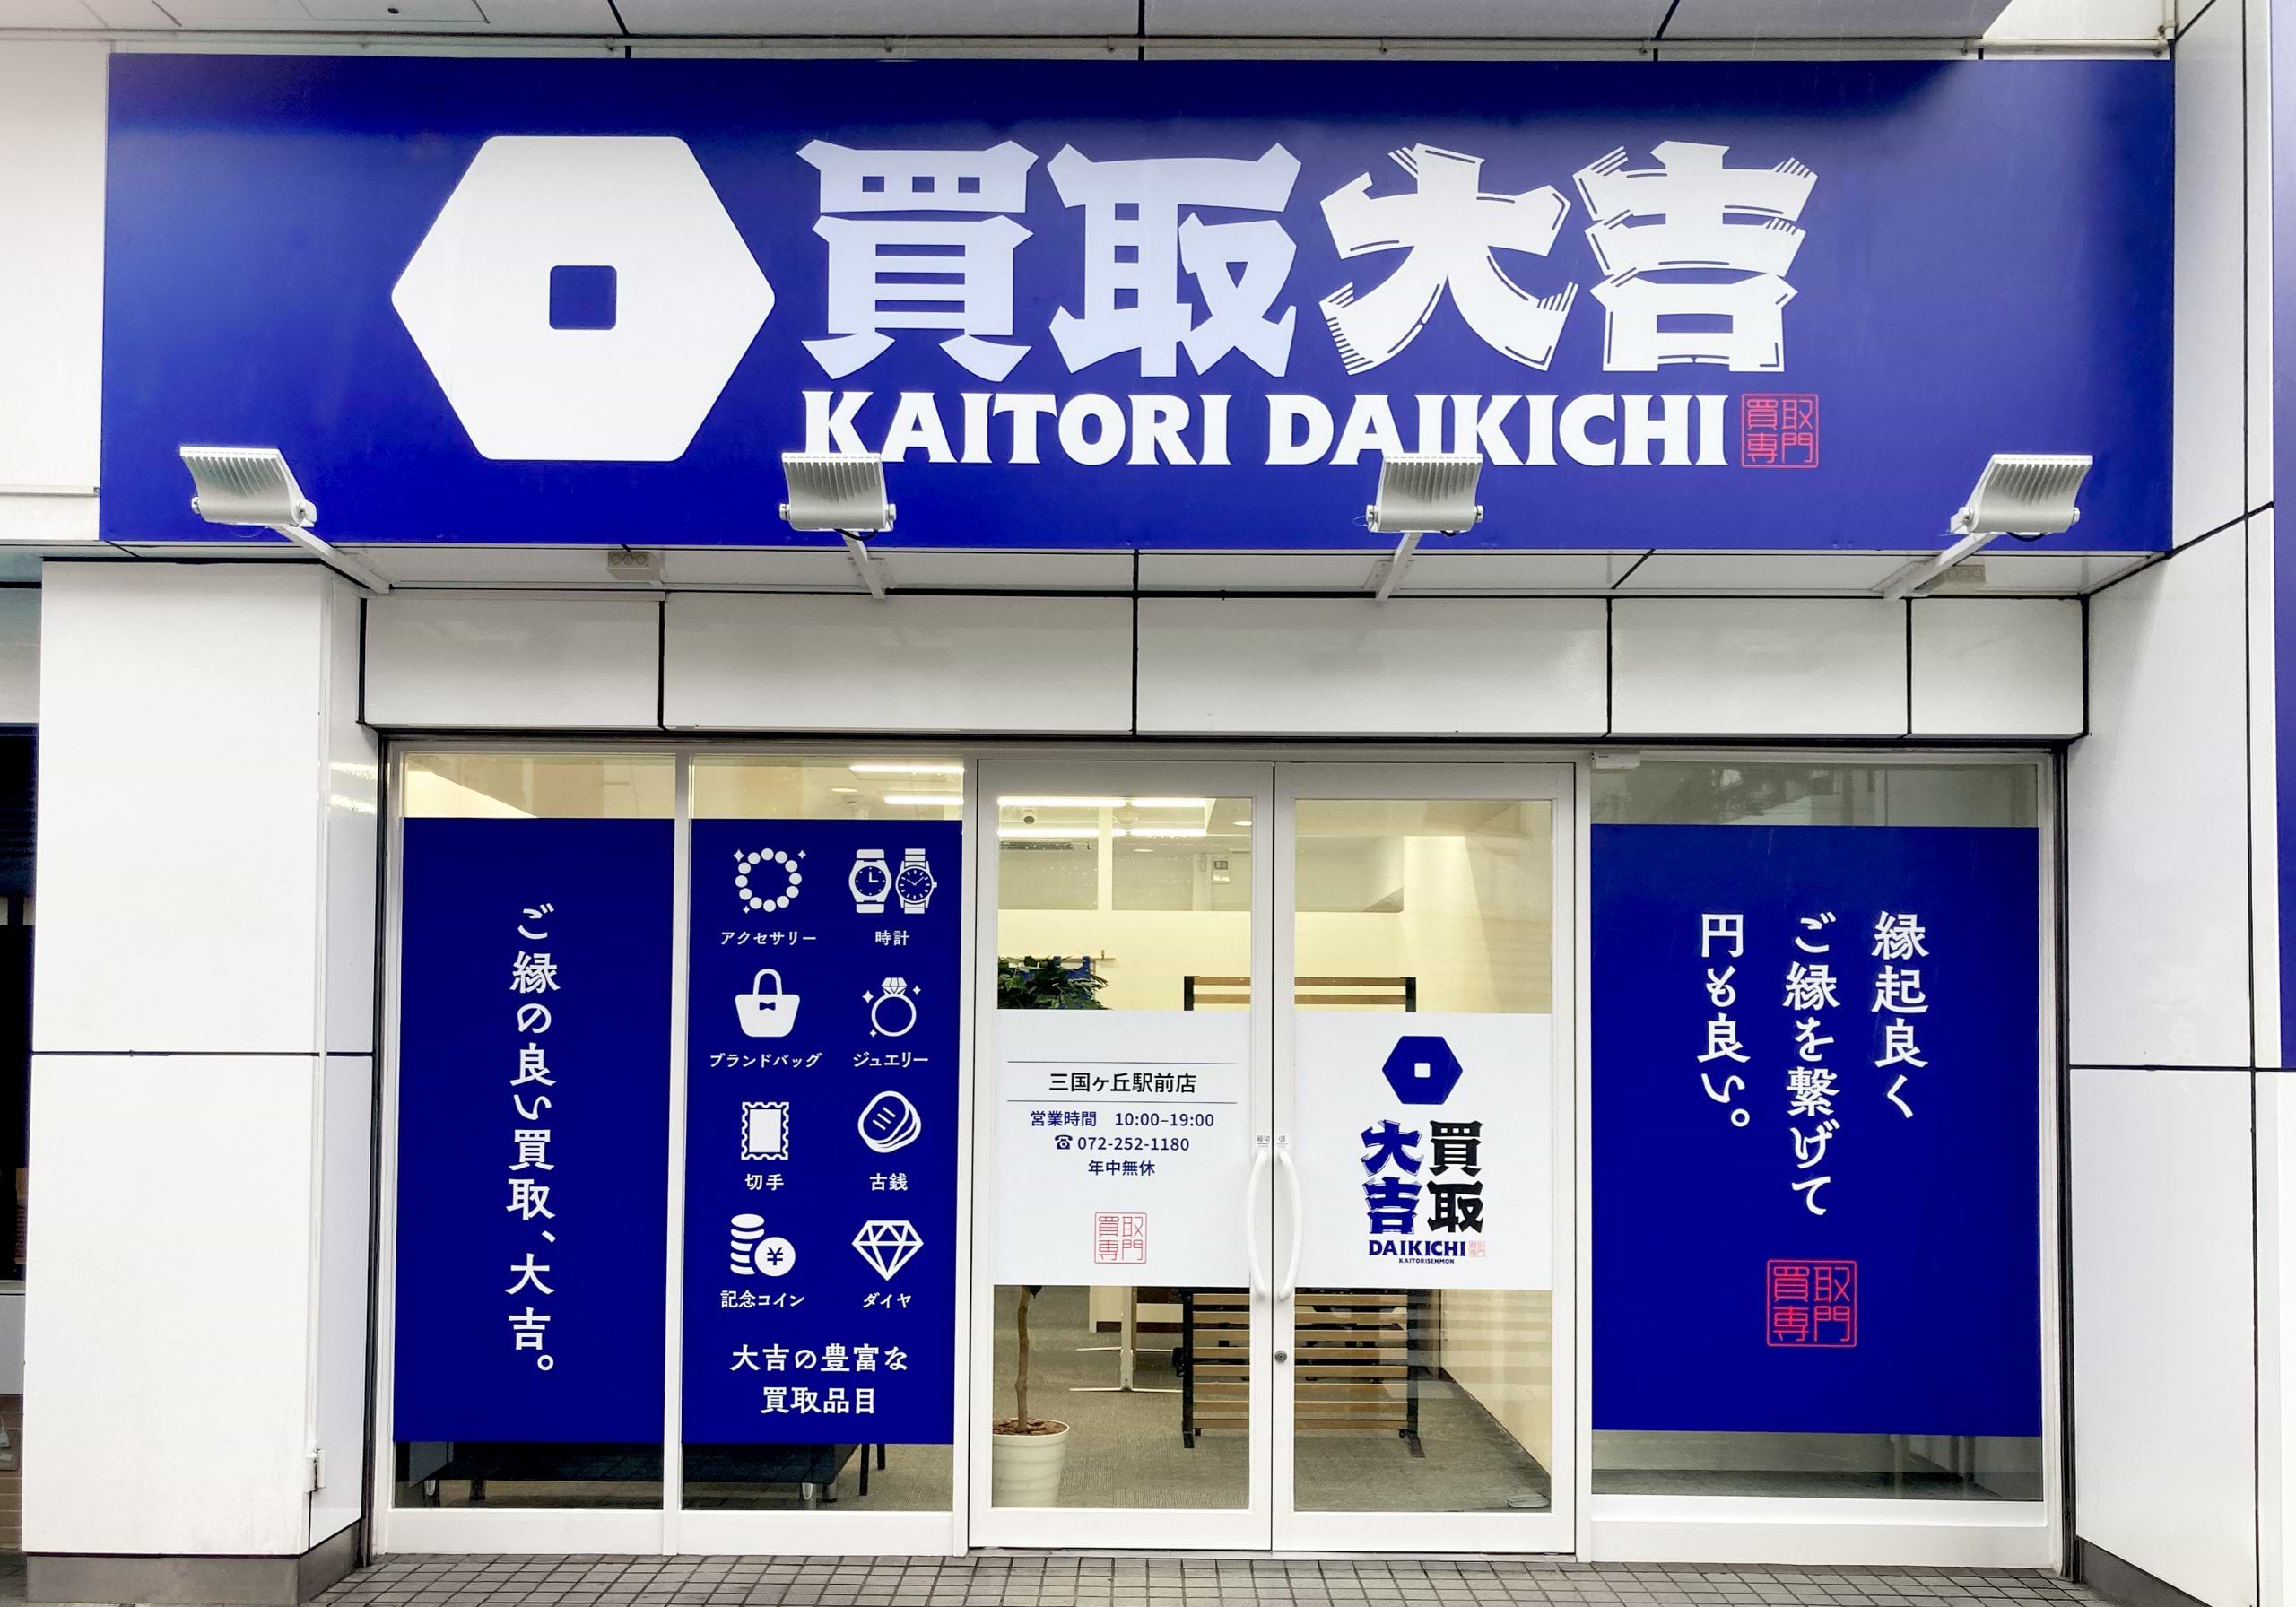 買取大吉
KAITORI DAIKICHI
買取
専門
ご縁の良い買取、大吉。
アクセサリー
時計
ブランドバッグ
ジュエリー
切手
古銭
記念コイン
ダイヤ
大吉の豊富な
買取品目
三国ヶ丘駅前店
営業時間 10:00–19:00
☎ 072-252-1180
年中無休
買取
専門
買取
大吉
DAIKICHI
KAITORISENMON
縁起良く
ご縁を繋げて
円も良い。
買取
専門